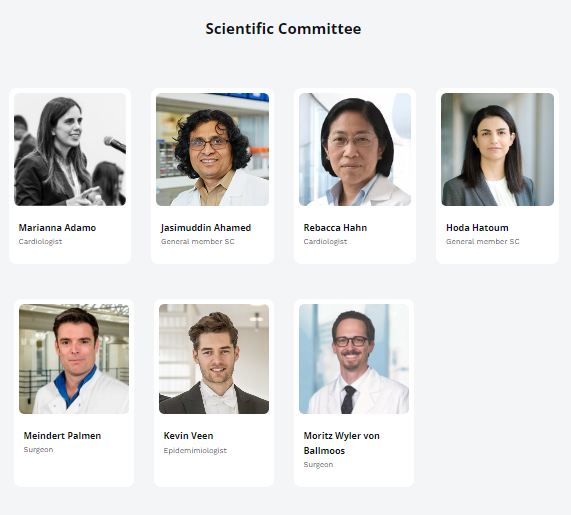 Scientific Committee
Marianna Adamo
Cardiologist
Jasimuddin Ahamed
General member SC
Rebacca Hahn
Cardiologist
Hoda Hatoum
General member SC
Meindert Palmen
Surgeon
Kevin Veen
Epidemimiologist
Moritz Wyler von
Ballmoos
Surgeon